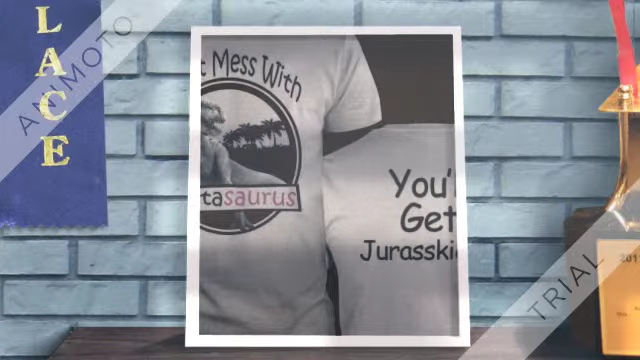 LACE
ANIMOTO
t Mess With
tasaurus
You'
Get
Jurasski
TRIAL